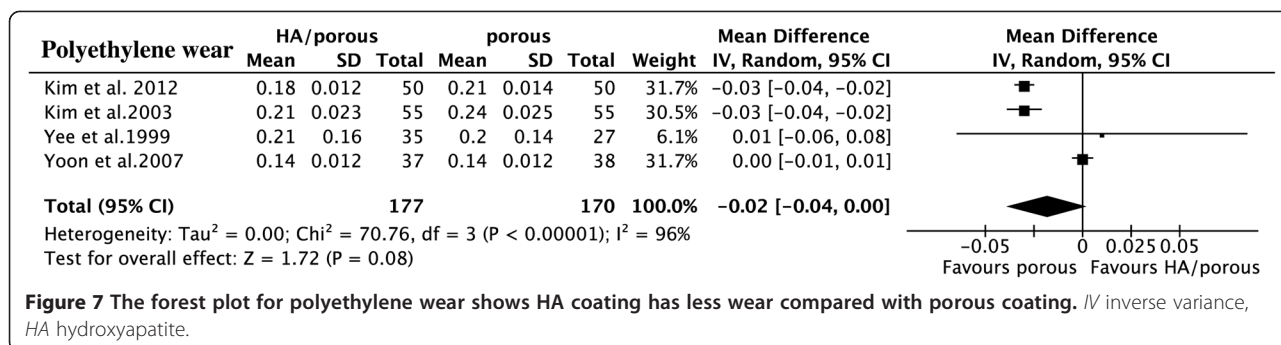 Polyethylene wear HA/porous porous Mean Difference Mean Difference
Mean SD Total Mean SD Total Weight IV, Random, 95% CI IV, Random, 95% CI
Kim et al. 2012 0.18 0.012 50 0.21 0.014 50 31.7% −0.03 [−0.04, −0.02]
Kim et al.2003 0.21 0.023 55 0.24 0.025 55 30.5% −0.03 [−0.04, −0.02]
Yee et al.1999 0.21 0.16 35 0.2 0.14 27 6.1% 0.01 [−0.06, 0.08]
Yoon et al.2007 0.14 0.012 37 0.14 0.012 38 31.7% 0.00 [−0.01, 0.01]
Total (95% CI) 177 170 100.0% −0.02 [−0.04, 0.00]
Heterogeneity: Tau² = 0.00; Chi² = 70.76, df = 3 (P < 0.00001); I² = 96%
Test for overall effect: Z = 1.72 (P = 0.08)
−0.05 0 0.025 0.05
Favours porous Favours HA/porous
Figure 7 The forest plot for polyethylene wear shows HA coating has less wear compared with porous coating. IV inverse variance,
HA hydroxyapatite.